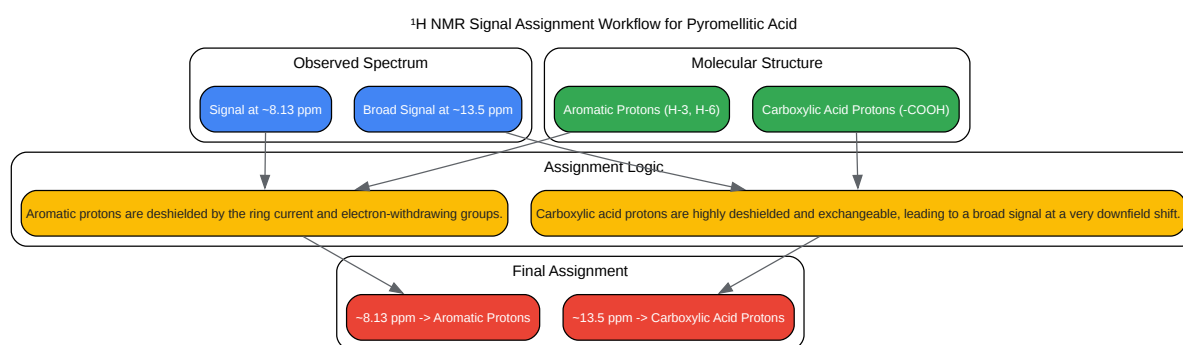 ¹H NMR Signal Assignment Workflow for Pyromellitic Acid
Observed Spectrum
Molecular Structure
Signal at ~8.13 ppm
Broad Signal at ~13.5 ppm
Aromatic Protons (H-3, H-6)
Carboxylic Acid Protons (-COOH)
Assignment Logic
Aromatic protons are deshielded by the ring current and electron-withdrawing groups.
Carboxylic acid protons are highly deshielded and exchangeable, leading to a broad signal at a very downfield shift.
Final Assignment
~8.13 ppm -> Aromatic Protons
~13.5 ppm -> Carboxylic Acid Protons